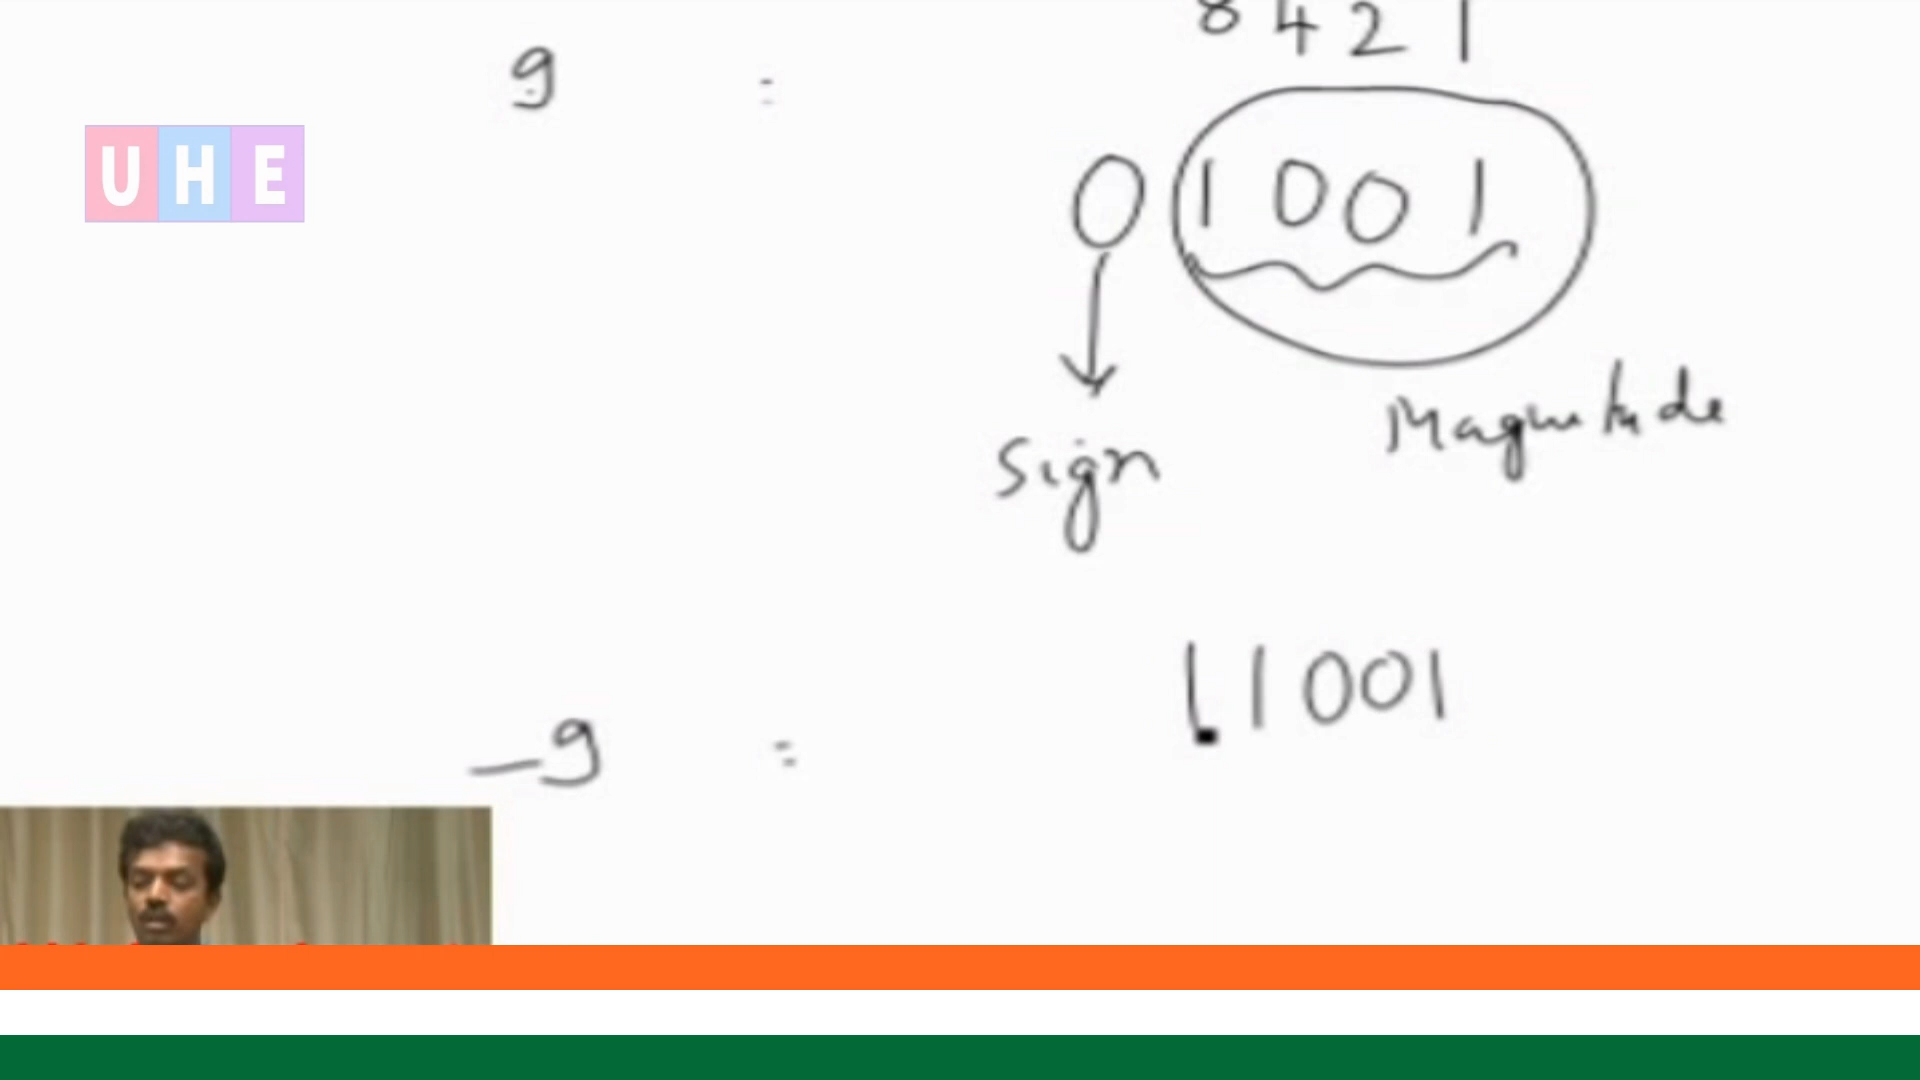 8 4 2 1
9 =
UHE
0 1 0 0 1
Sign
Magnitude
1 1 0 0 1
-9 =